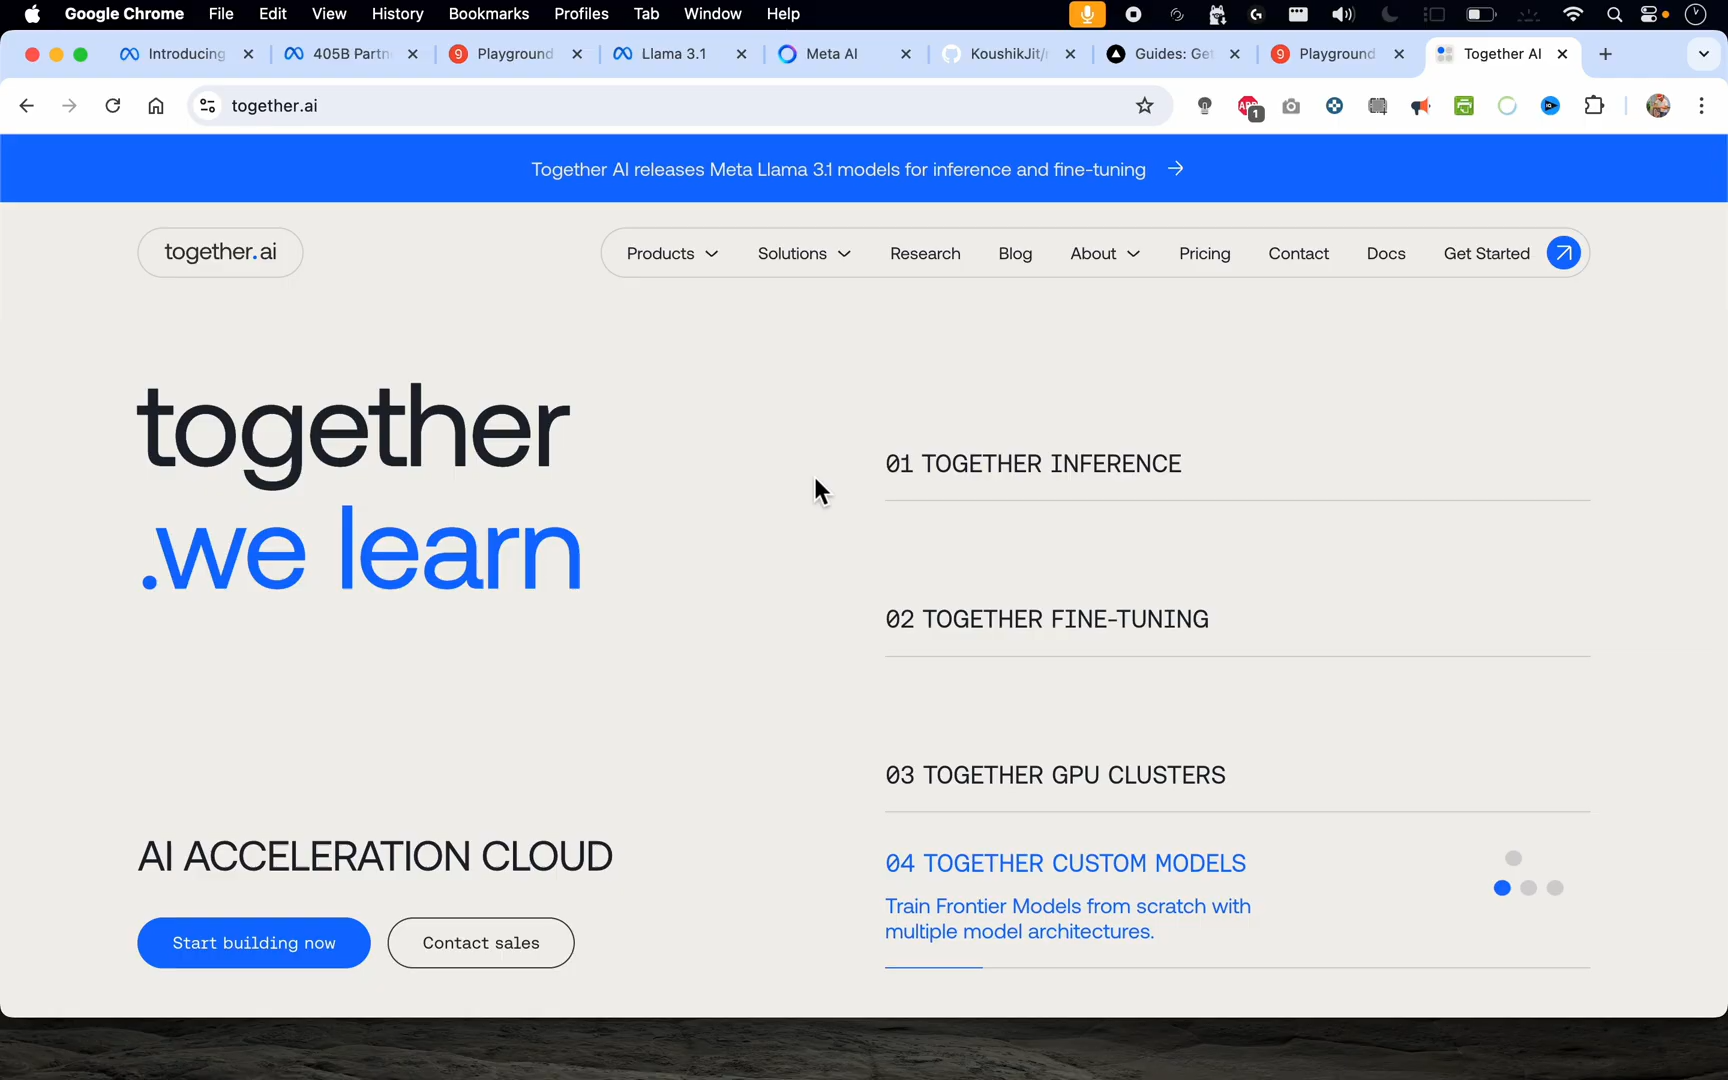 Google Chrome File Edit View History Bookmarks Profiles Tab Window Help
Introducing 405B Partn Playground Llama 3.1 Meta AI KoushikJit/r Guides: Get Playground Together AI
together.ai
1
Together AI releases Meta Llama 3.1 models for inference and fine-tuning →
together.ai
Products Solutions Research Blog About Pricing Contact Docs Get Started
together
.we learn
01 TOGETHER INFERENCE
02 TOGETHER FINE-TUNING
03 TOGETHER GPU CLUSTERS
AI ACCELERATION CLOUD
04 TOGETHER CUSTOM MODELS
Train Frontier Models from scratch with
multiple model architectures.
Start building now
Contact sales